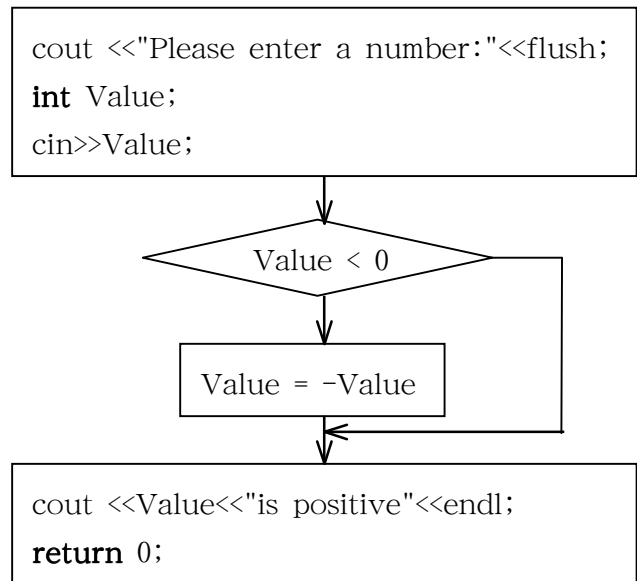 cout <<"Please enter a number:"<<flush;
int Value;
cin>>Value;
Value < 0
Value = -Value
cout <<Value<<"is positive"<<endl;
return 0;